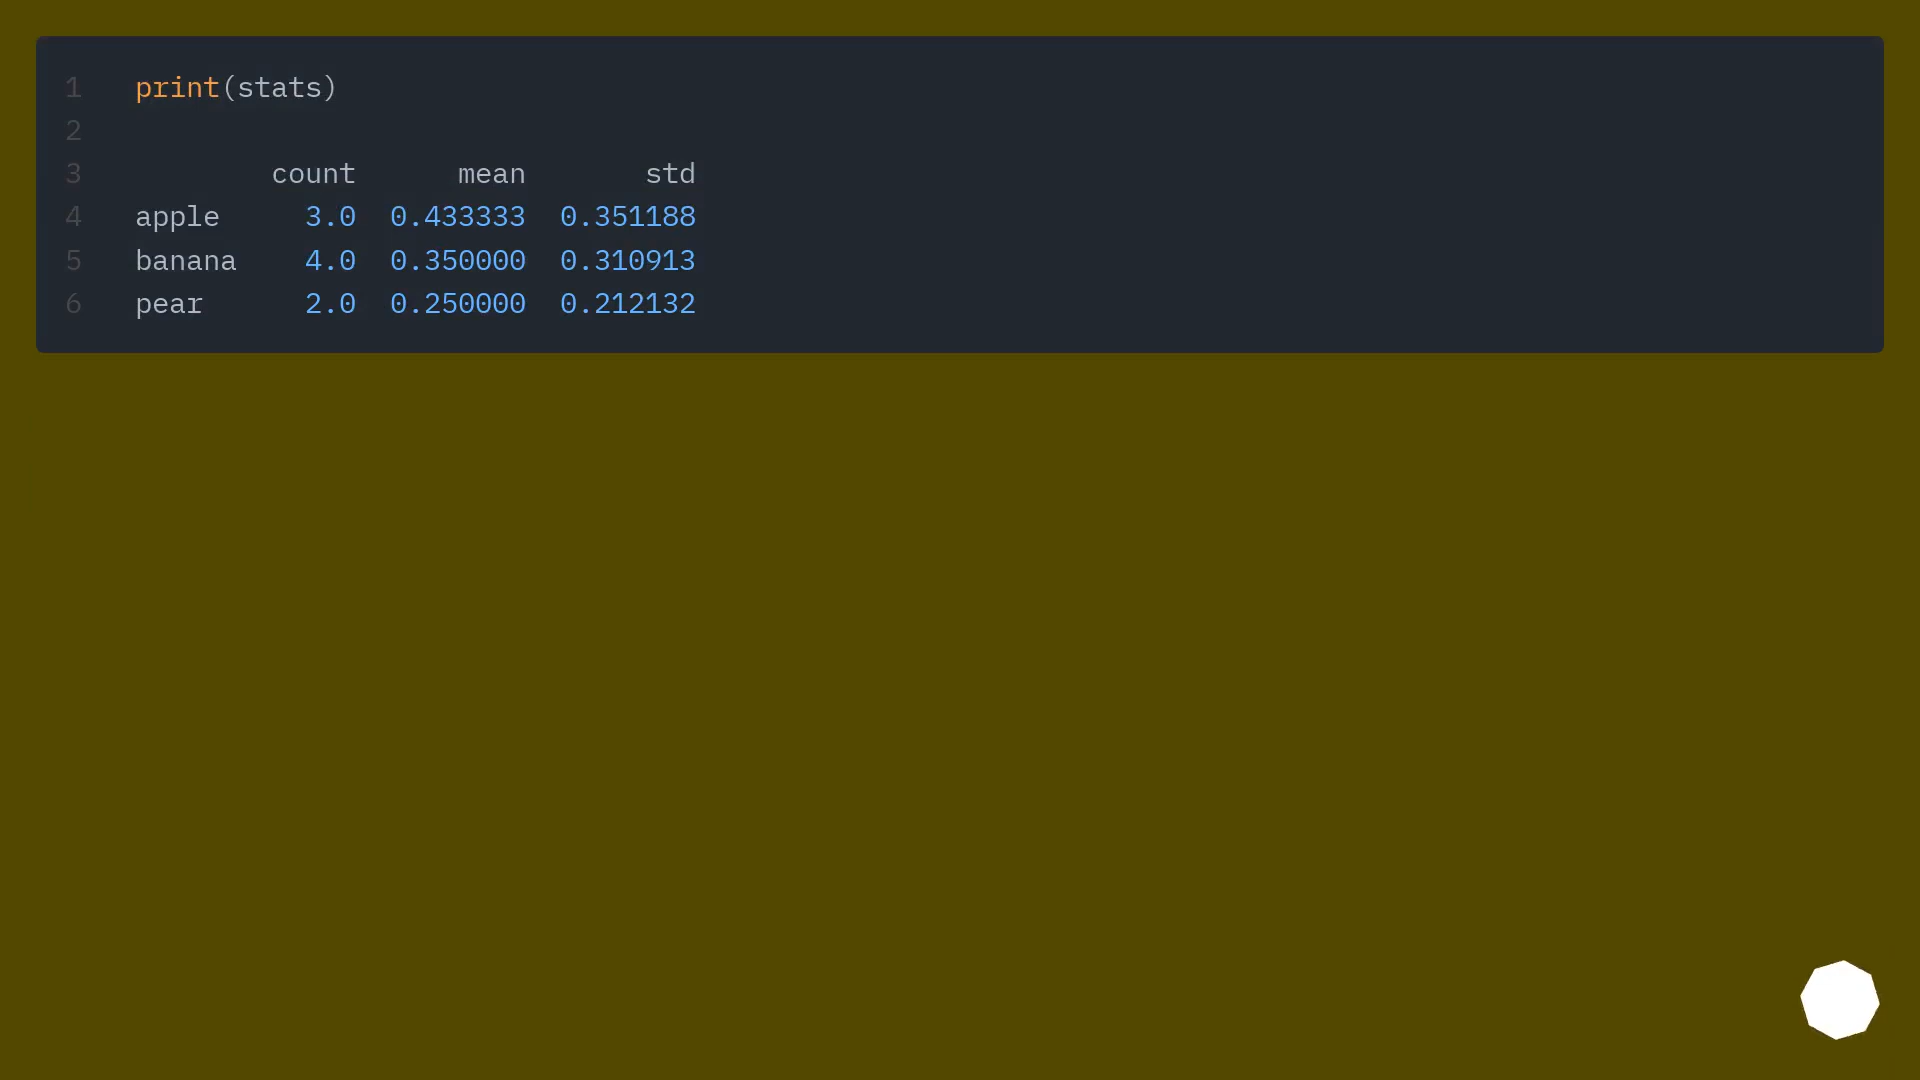 1 print(stats)
2
3 count mean std
4 apple 3.0 0.433333 0.351188
5 banana 4.0 0.350000 0.310913
6 pear 2.0 0.250000 0.212132